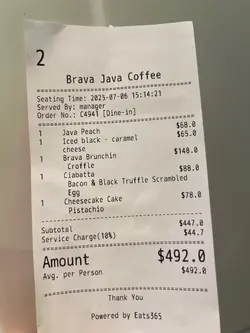 2
Brava Java Coffee
Seating Time: 2025-07-06 15:14:21
Served By: manager
Order No.: C4941 [Dine-in]
1 Java Peach $68.0
1 Iced black - caramel $65.0
cheese
1 Brava Brunchin $148.0
Croffle
1 Ciabatta $88.0
Bacon & Black Truffle Scrambled
Egg
1 Cheesecake Cake $78.0
Pistachio
Subtotal $447.0
Service Charge(10%) $44.7
Amount $492.0
Avg. per Person $492.0
Thank You
Powered by Eats365